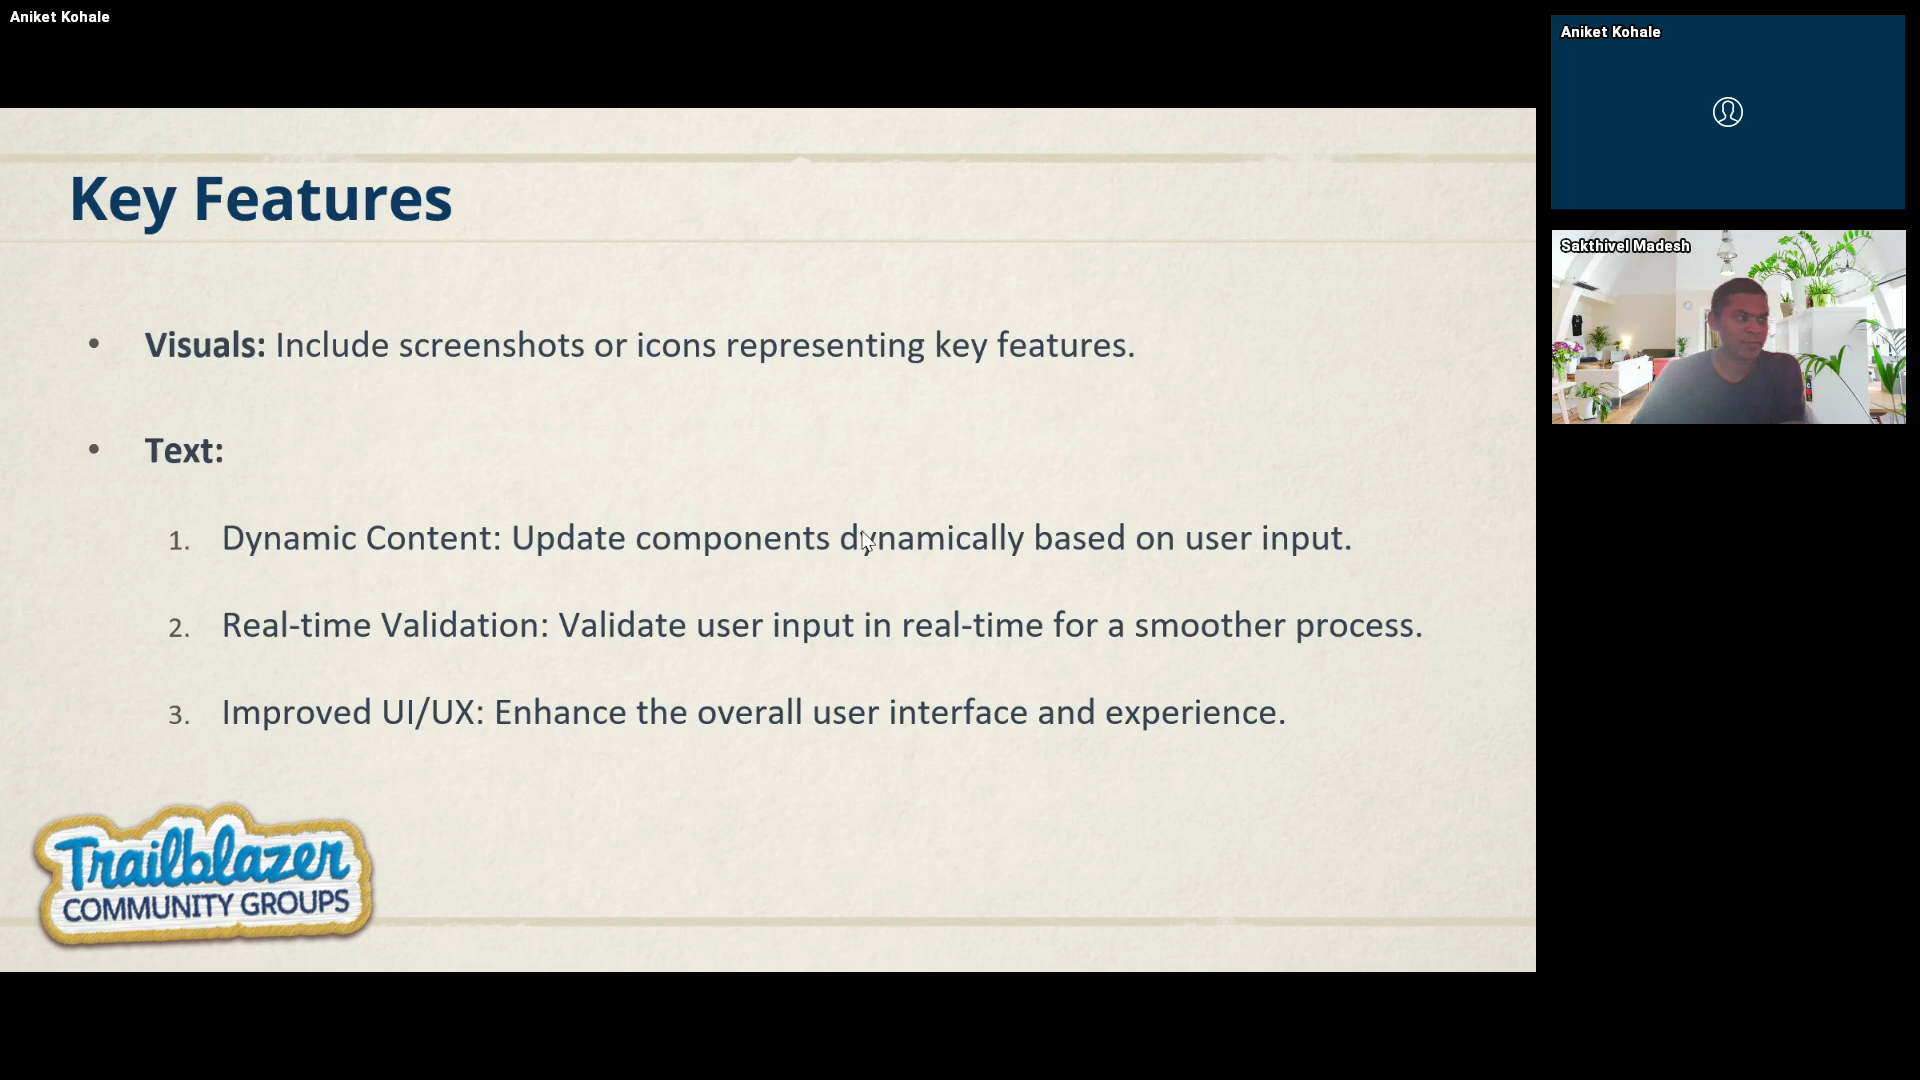 Aniket Kohale
Aniket Kohale
Sakthivel Madesh
Key Features
• Visuals: Include screenshots or icons representing key features.
• Text:
1. Dynamic Content: Update components dynamically based on user input.
2. Real-time Validation: Validate user input in real-time for a smoother process.
3. Improved UI/UX: Enhance the overall user interface and experience.
Trailblazer
COMMUNITY GROUPS